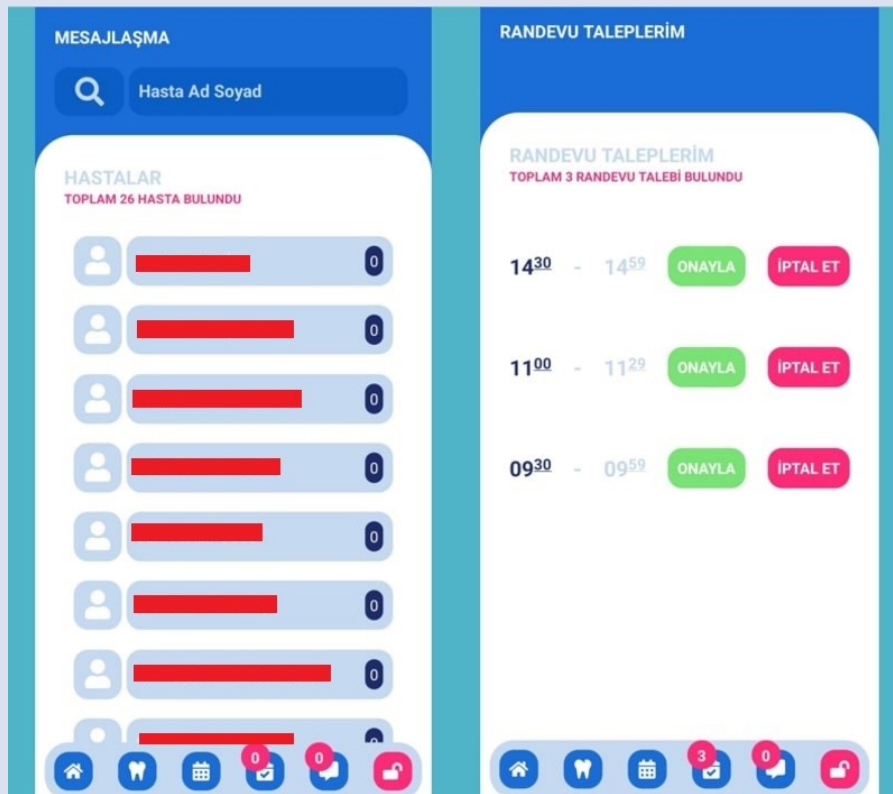 MESAJLAŞMA
Hasta Ad Soyad
HASTALAR
TOPLAM 26 HASTA BULUNDU
0
0
0
0
0
0
0
0
0
RANDEVU TALEPLERİM
RANDEVU TALEPLERİM
TOPLAM 3 RANDEVU TALEBİ BULUNDU
1430 - 1459 ONAYLA İPTAL ET
1100 - 1129 ONAYLA İPTAL ET
0930 - 0959 ONAYLA İPTAL ET
3
0